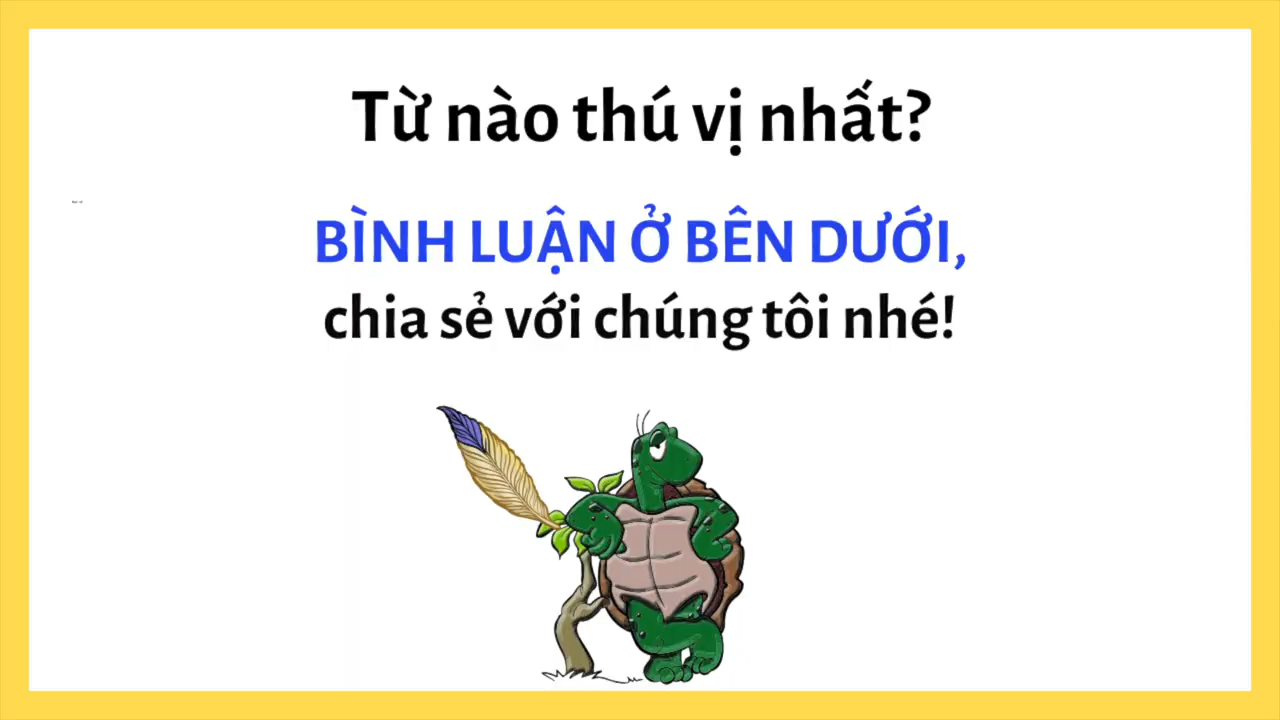 Từ nào thú vị nhất?
BÌNH LUẬN Ở BÊN DƯỚI,
chia sẻ với chúng tôi nhé!